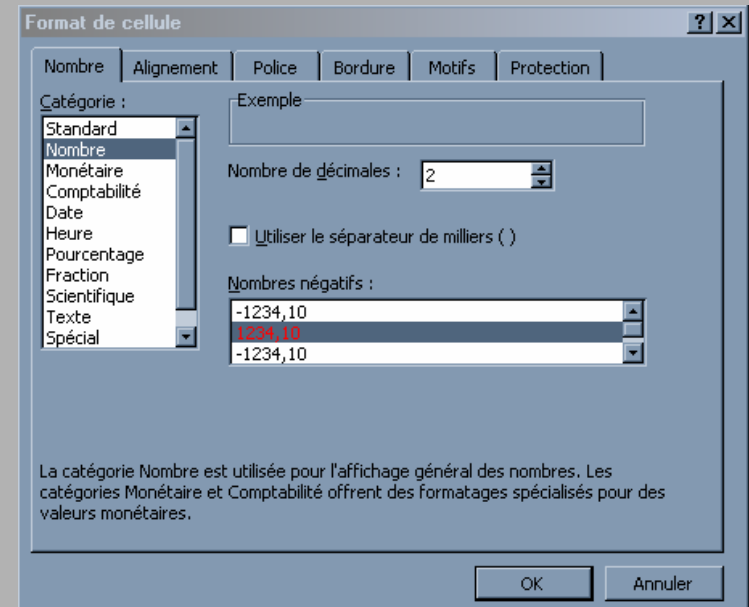 Format de cellule
Nombre Alignement Police Bordure Motifs Protection
Catégorie :
Standard
Nombre
Monétaire
Comptabilité
Date
Heure
Pourcentage
Fraction
Scientifique
Texte
Spécial
Exemple
Nombre de décimales : 2
Utiliser le séparateur de milliers ( )
Nombres négatifs :
-1234,10
1234,10
-1234,10
La catégorie Nombre est utilisée pour l'affichage général des nombres. Les
catégories Monétaire et Comptabilité offrent des formatages spécialisés pour des
valeurs monétaires.
OK Annuler